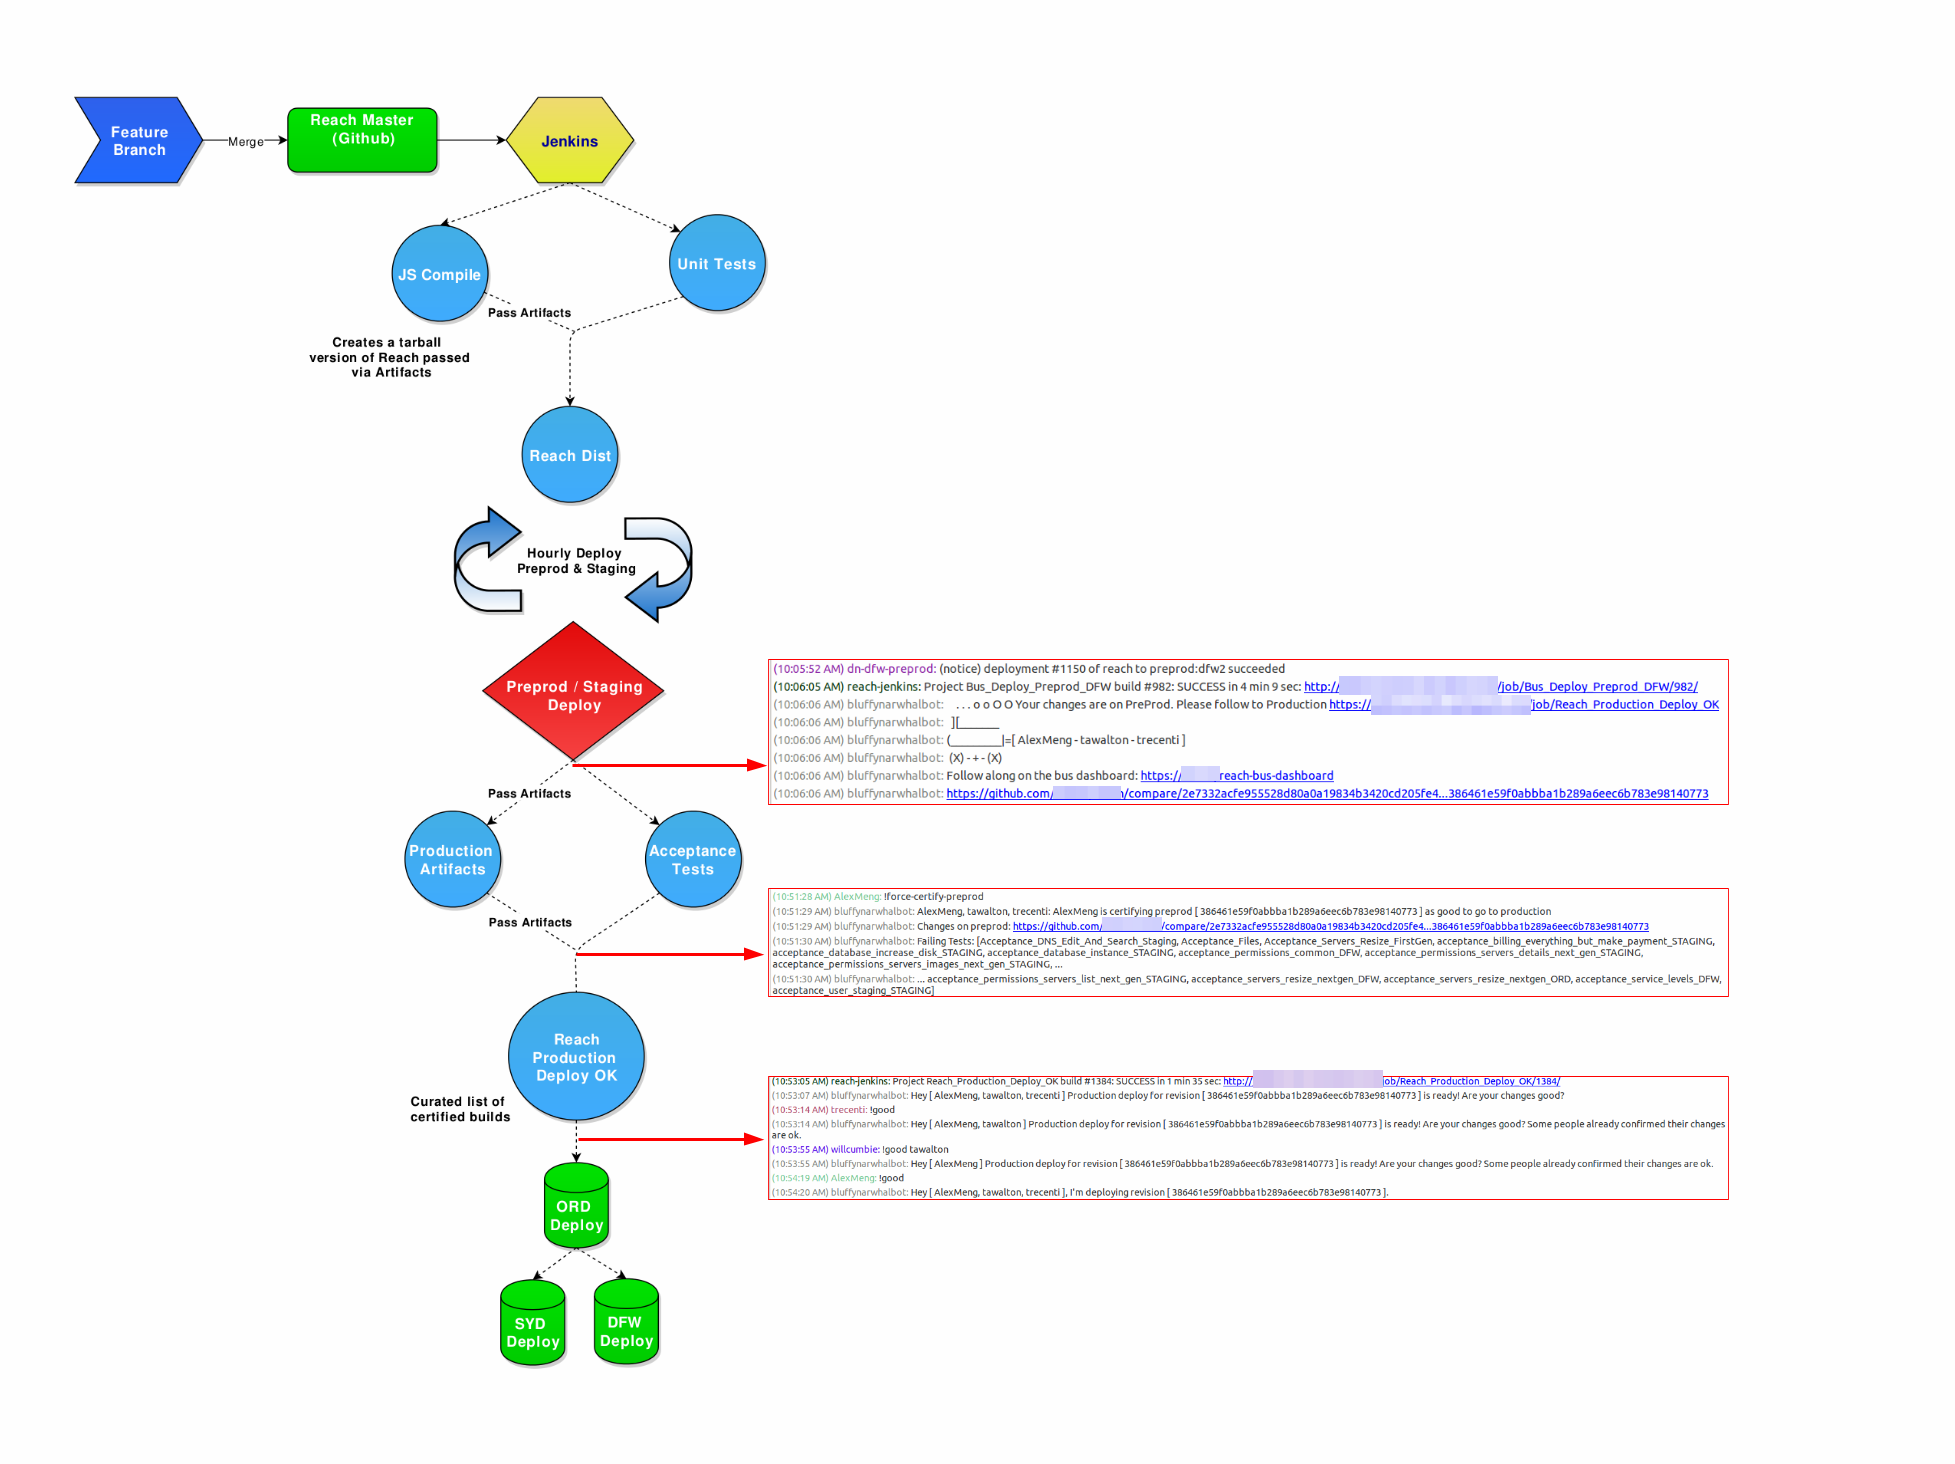 Feature
Branch
Merge
Reach Master
(Github)
Jenkins
JS Compile
Unit Tests
Pass Artifacts
Creates a tarball
version of Reach passed
via Artifacts
Reach Dist
Hourly Deploy
Preprod & Staging
Preprod / Staging
Deploy
(10:05:52 AM) dn-dfw-preprod: (notice) deployment #1150 of reach to preprod:dfw2 succeeded
(10:06:05 AM) reach-jenkins: Project Bus_Deploy_Preprod_DFW build #982: SUCCESS in 4 min 9 sec: http:// /job/Bus_Deploy_Preprod_DFW/982/
(10:06:06 AM) bluffynarwhalbot: . . . o o O O Your changes are on PreProd. Please follow to Production https:// job/Reach_Production_Deploy_OK
(10:06:06 AM) bluffynarwhalbot: ][_______
(10:06:06 AM) bluffynarwhalbot: (_________|=[ AlexMeng - tawalton - trecenti ]
(10:06:06 AM) bluffynarwhalbot: (X) - + - (X)
(10:06:06 AM) bluffynarwhalbot: Follow along on the bus dashboard: https:// reach-bus-dashboard
(10:06:06 AM) bluffynarwhalbot: https://github.com/ /compare/2e7332acfe955528d80a0a19834b3420cd205fe4...386461e59f0abbba1b289a6eec6b783e98140773
Pass Artifacts
Production
Artifacts
Acceptance
Tests
Pass Artifacts
(10:51:28 AM) AlexMeng: !force-certify-preprod
(10:51:29 AM) bluffynarwhalbot: AlexMeng, tawalton, trecenti: AlexMeng is certifying preprod [ 386461e59f0abbba1b289a6eec6b783e98140773 ] as good to go to production
(10:51:29 AM) bluffynarwhalbot: Changes on preprod: https://github.com/ /compare/2e7332acfe955528d80a0a19834b3420cd205fe4...386461e59f0abbba1b289a6eec6b783e98140773
(10:51:30 AM) bluffynarwhalbot: Failing Tests: [Acceptance_DNS_Edit_And_Search_Staging, Acceptance_Files, Acceptance_Servers_Resize_FirstGen, acceptance_billing_everything_but_make_payment_STAGING,
acceptance_database_increase_disk_STAGING, acceptance_database_instance_STAGING, acceptance_permissions_common_DFW, acceptance_permissions_servers_details_next_gen_STAGING,
acceptance_permissions_servers_images_next_gen_STAGING, ...
(10:51:30 AM) bluffynarwhalbot: ... acceptance_permissions_servers_list_next_gen_STAGING, acceptance_servers_resize_nextgen_DFW, acceptance_servers_resize_nextgen_ORD, acceptance_service_levels_DFW,
acceptance_user_staging_STAGING]
Reach
Production
Deploy OK
Curated list of
certified builds
(10:53:05 AM) reach-jenkins: Project Reach_Production_Deploy_OK build #1384: SUCCESS in 1 min 35 sec: http:// ob/Reach_Production_Deploy_OK/1384/
(10:53:07 AM) bluffynarwhalbot: Hey [ AlexMeng, tawalton, trecenti ] Production deploy for revision [ 386461e59f0abbba1b289a6eec6b783e98140773 ] is ready! Are your changes good?
(10:53:14 AM) trecenti: !good
(10:53:14 AM) bluffynarwhalbot: Hey [ AlexMeng, tawalton ] Production deploy for revision [ 386461e59f0abbba1b289a6eec6b783e98140773 ] is ready! Are your changes good? Some people already confirmed their changes
are ok.
(10:53:55 AM) willcumbie: !good tawalton
(10:53:55 AM) bluffynarwhalbot: Hey [ AlexMeng ] Production deploy for revision [ 386461e59f0abbba1b289a6eec6b783e98140773 ] is ready! Are your changes good? Some people already confirmed their changes are ok.
(10:54:19 AM) AlexMeng: !good
(10:54:20 AM) bluffynarwhalbot: Hey [ AlexMeng, tawalton, trecenti ], I'm deploying revision [ 386461e59f0abbba1b289a6eec6b783e98140773 ].
ORD
Deploy
SYD
Deploy
DFW
Deploy